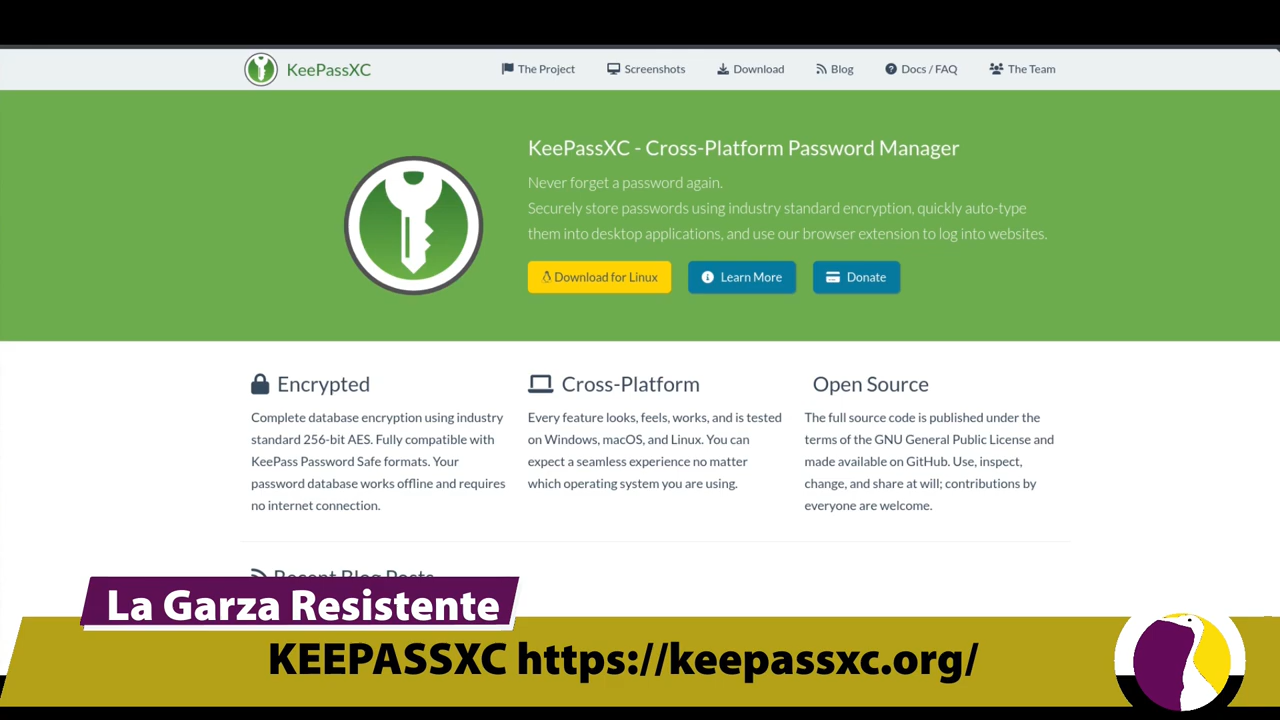 KeePassXC
The Project
Screenshots
Download
Blog
Docs / FAQ
The Team
KeePassXC - Cross-Platform Password Manager
Never forget a password again.
Securely store passwords using industry standard encryption, quickly auto-type
them into desktop applications, and use our browser extension to log into websites.
Download for Linux
Learn More
Donate
Encrypted
Complete database encryption using industry
standard 256-bit AES. Fully compatible with
KeePass Password Safe formats. Your
password database works offline and requires
no internet connection.
Cross-Platform
Every feature looks, feels, works, and is tested
on Windows, macOS, and Linux. You can
expect a seamless experience no matter
which operating system you are using.
Open Source
The full source code is published under the
terms of the GNU General Public License and
made available on GitHub. Use, inspect,
change, and share at will; contributions by
everyone are welcome.
Recent Blog Posts
La Garza Resistente
KEEPASSXC https://keepassxc.org/